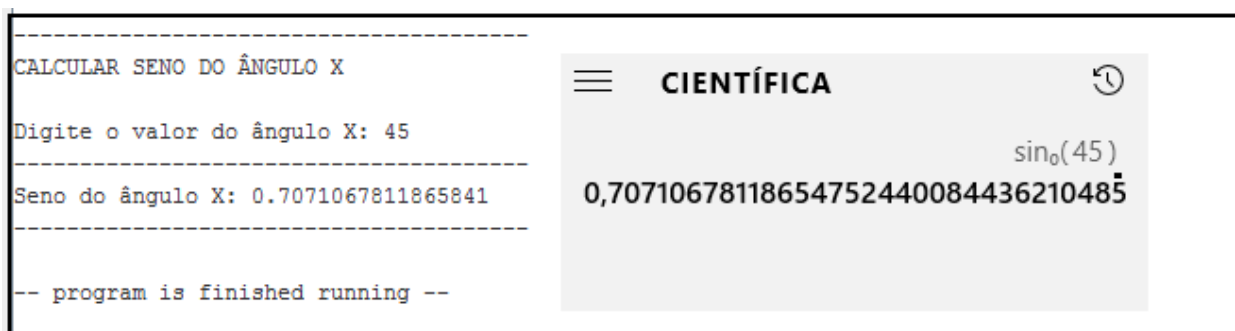 ---------------------------------------
CALCULAR SENO DO ÂNGULO X
Digite o valor do ângulo X: 45
---------------------------------------
Seno do ângulo X: 0.7071067811865841
---------------------------------------
-- program is finished running --
CIENTÍFICA
sin₀(45)
0,70710678118654752440084436210485